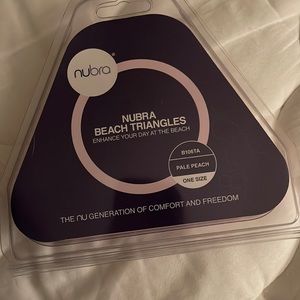 nubra
NUBRA
BEACH TRIANGLES
ENHANCE YOUR DAY AT THE BEACH
B106TA
PALE PEACH
ONE SIZE
THE nu GENERATION OF COMFORT AND FREEDOM